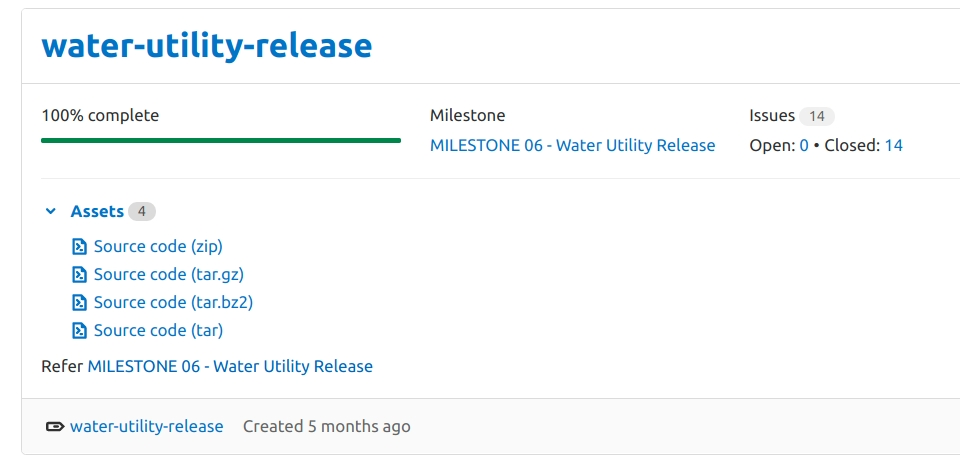 water-utility-release
100% complete
Milestone
Issues 14
MILESTONE 06 - Water Utility Release
Open: 0 • Closed: 14
Assets 4
Source code (zip)
Source code (tar.gz)
Source code (tar.bz2)
Source code (tar)
Refer MILESTONE 06 - Water Utility Release
water-utility-release Created 5 months ago